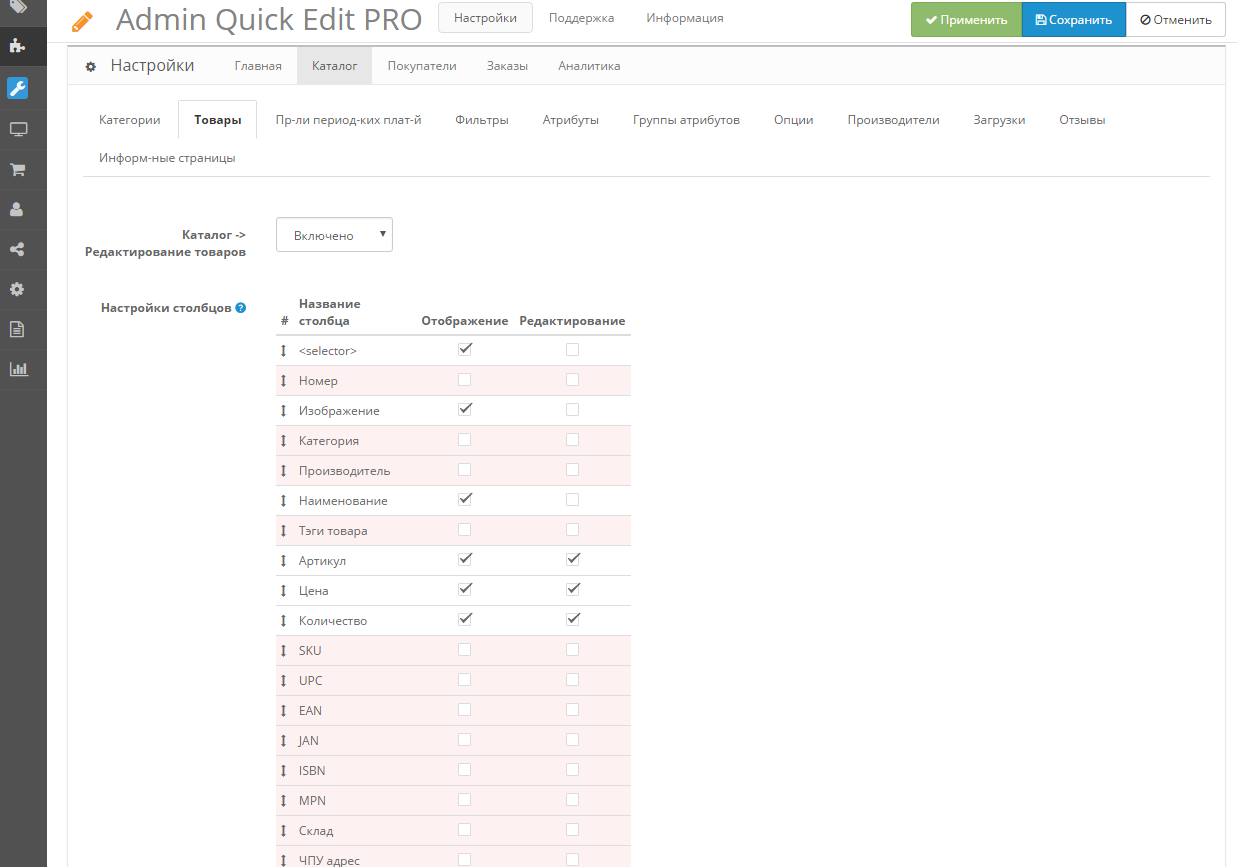 Admin Quick Edit PRO Настройки Поддержка Информация Применить Сохранить Отменить
Настройки Главная Каталог Покупатели Заказы Аналитика
Категории Товары Пр-ли период-ких плат-й Фильтры Атрибуты Группы атрибутов Опции Производители Загрузки Отзывы
Информ-ные страницы
Каталог ->
Редактирование товаров
Включено
Настройки столбцов ?
# Название
столбца Отображение Редактирование
<selector>
Номер
Изображение
Категория
Производитель
Наименование
Тэги товара
Артикул
Цена
Количество
SKU
UPC
EAN
JAN
ISBN
MPN
Склад
ЧПУ адрес